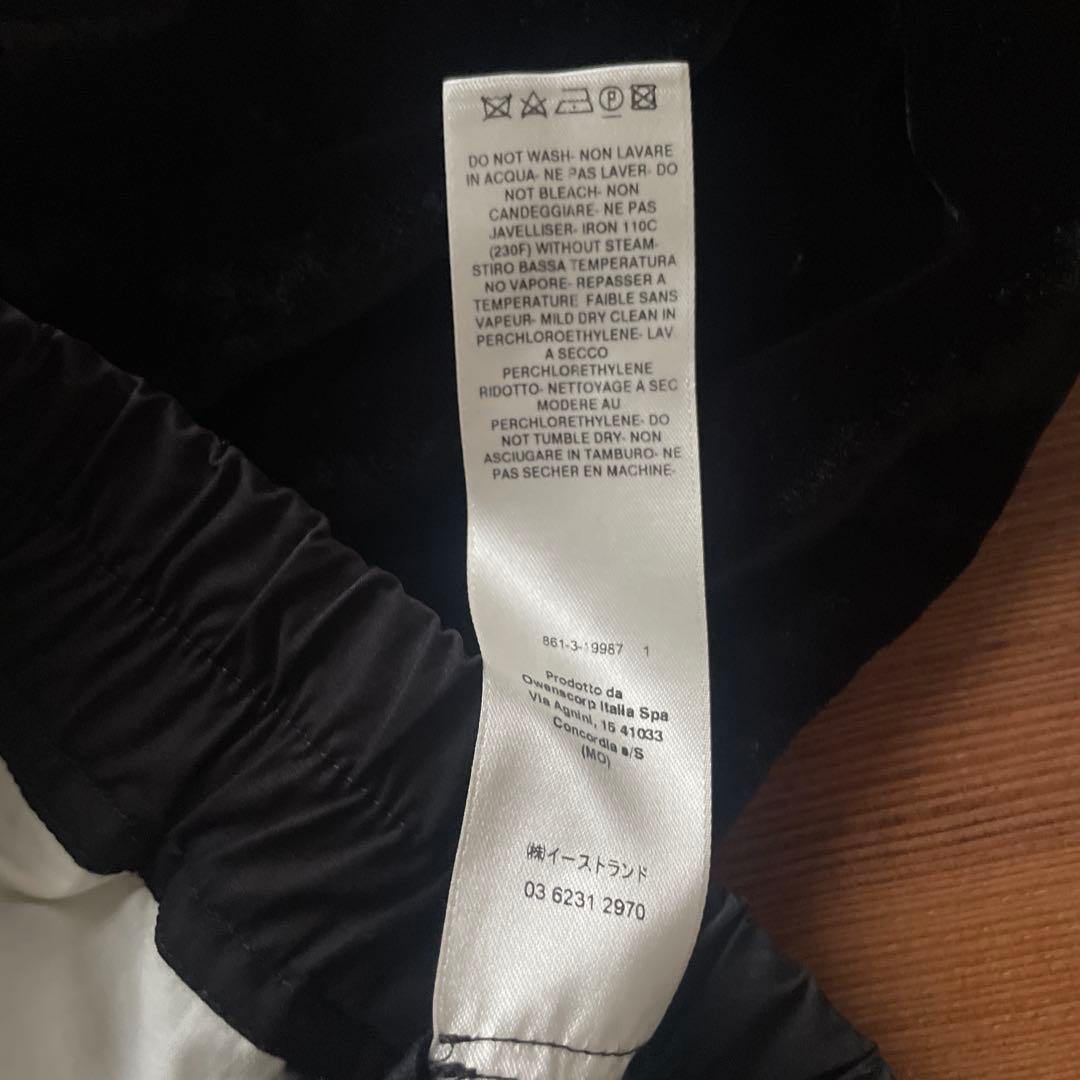 P
DO NOT WASH- NON LAVARE
IN ACQUA- NE PAS LAVER- DO
NOT BLEACH- NON
CANDEGGIARE- NE PAS
JAVELLISER- IRON 110C
(230F) WITHOUT STEAM-
STIRO BASSA TEMPERATURA
NO VAPORE- REPASSER A
TEMPERATURE FAIBLE SANS
VAPEUR- MILD DRY CLEAN IN
PERCHLOROETHYLENE- LAV
A SECCO
PERCHLORETHYLENE
RIDOTTO- NETTOYAGE A SEC
MODERE AU
PERCHLORETHYLENE- DO
NOT TUMBLE DRY- NON
ASCIUGARE IN TAMBURO- NE
PAS SECHER EN MACHINE-
861-3-19987 1
Prodotto da
Owenscorp Italia Spa
Via Agnini, 15 41033
Concordia s/S
(MO)
㈱イーストランド
03 6231 2970